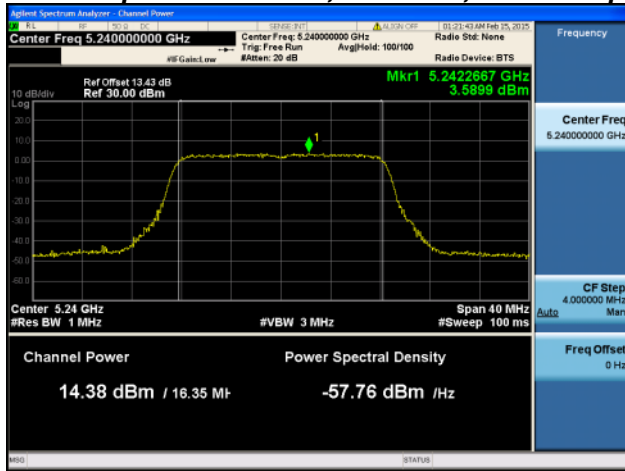 Agilent Spectrum Analyzer - Channel Power
RL RF 50 Ω DC SENSE:INT ALIGN OFF 01:21:43 AM Feb 15, 2015
Center Freq 5.240000000 GHz
Center Freq: 5.240000000 GHz
Radio Std: None
Trig: Free Run Avg|Hold: 100/100
#IFGain:Low #Atten: 20 dB Radio Device: BTS
Ref Offset 13.43 dB
10 dB/div Ref 30.00 dBm
Mkr1 5.2422667 GHz
3.5899 dBm
Log
20.0
10.0
0.00
-10.0
-20.0
-30.0
-40.0
-50.0
-60.0
1
Center 5.24 GHz Span 40 MHz
#Res BW 1 MHz #VBW 3 MHz #Sweep 100 ms
Channel Power Power Spectral Density
14.38 dBm / 16.35 MH -57.76 dBm /Hz
MSG STATUS
Frequency
Center Freq
5.240000000 GHz
CF Step
4.000000 MHz
Auto Man
Freq Offset
0 Hz